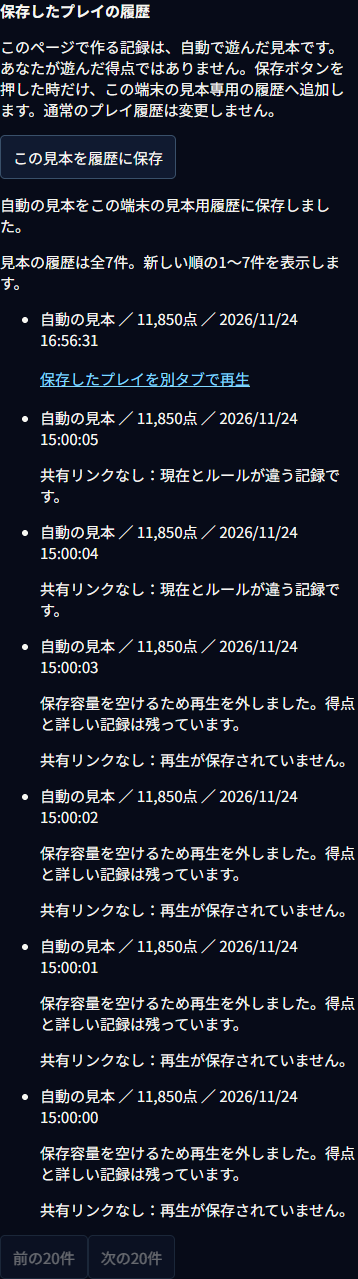 保存したプレイの履歴
このページで作る記録は、自動で遊んだ見本です。
あなたが遊んだ得点ではありません。保存ボタンを
押した時だけ、この端末の見本専用の履歴へ追加し
ます。通常のプレイ履歴は変更しません。
この見本を履歴に保存
自動の見本をこの端末の見本用履歴に保存しまし
た。
見本の履歴は全7件。新しい順の1〜7件を表示しま
す。
自動の見本 ／ 11,850点 ／ 2026/11/24
16:56:31
保存したプレイを別タブで再生
自動の見本 ／ 11,850点 ／ 2026/11/24
15:00:05
共有リンクなし：現在とルールが違う記録で
す。
自動の見本 ／ 11,850点 ／ 2026/11/24
15:00:04
共有リンクなし：現在とルールが違う記録で
す。
自動の見本 ／ 11,850点 ／ 2026/11/24
15:00:03
保存容量を空けるため再生を外しました。得点
と詳しい記録は残っています。
共有リンクなし：再生が保存されていません。
自動の見本 ／ 11,850点 ／ 2026/11/24
15:00:02
保存容量を空けるため再生を外しました。得点
と詳しい記録は残っています。
共有リンクなし：再生が保存されていません。
自動の見本 ／ 11,850点 ／ 2026/11/24
15:00:01
保存容量を空けるため再生を外しました。得点
と詳しい記録は残っています。
共有リンクなし：再生が保存されていません。
自動の見本 ／ 11,850点 ／ 2026/11/24
15:00:00
保存容量を空けるため再生を外しました。得点
と詳しい記録は残っています。
共有リンクなし：再生が保存されていません。
前の20件 次の20件